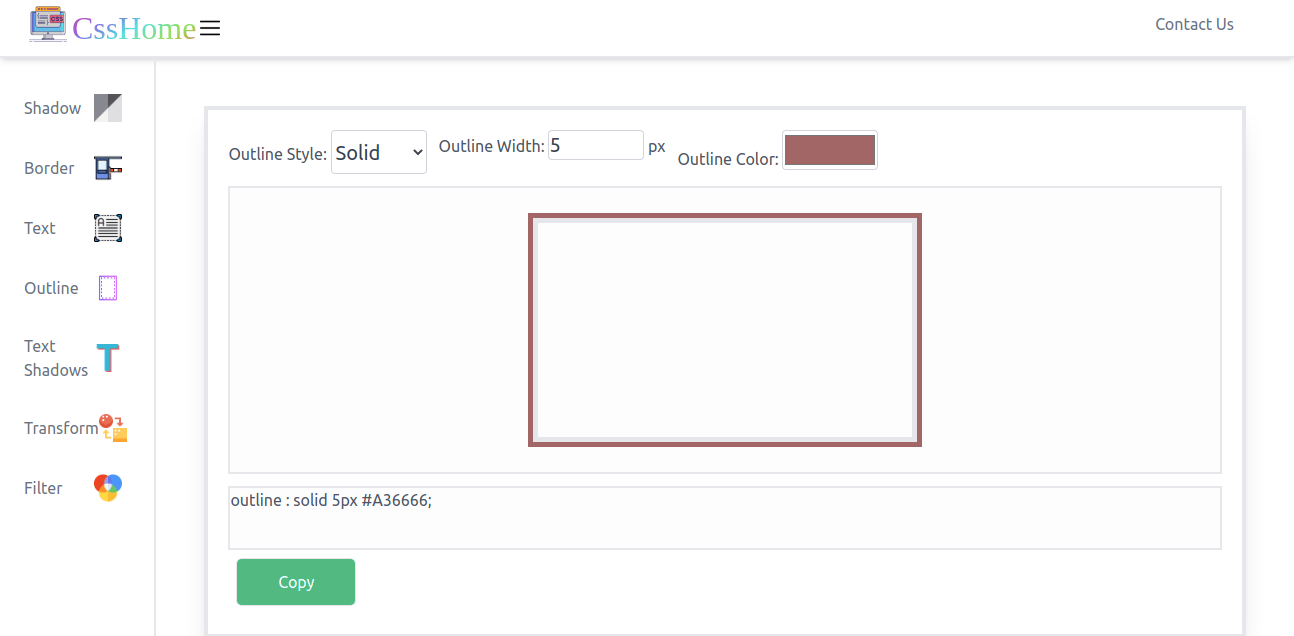 CssHome
Contact Us
Shadow
Border
Text
Outline
Text
Shadows
Transform
Filter
Outline Style: Solid Outline Width: 5 px Outline Color:
outline : solid 5px #A36666;
Copy